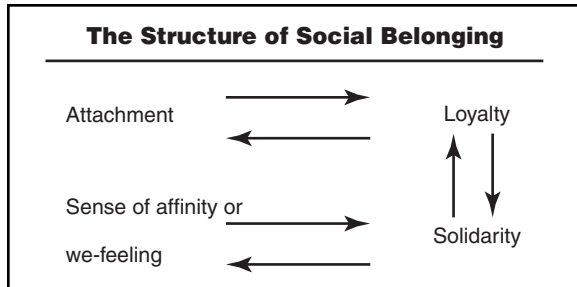 The Structure of Social Belonging
Attachment
Loyalty
Sense of affinity or
we-feeling
Solidarity